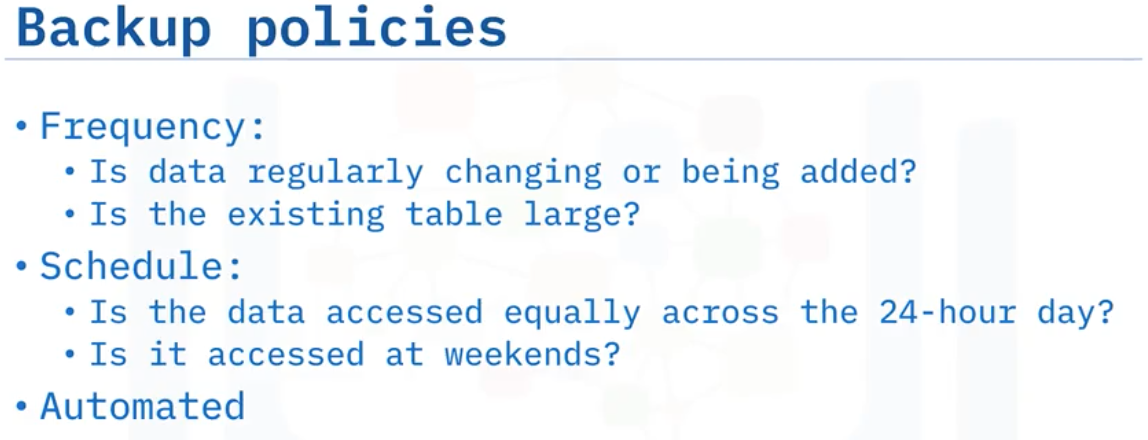 Backup policies
• Frequency:
• Is data regularly changing or being added?
• Is the existing table large?
• Schedule:
• Is the data accessed equally across the 24-hour day?
• Is it accessed at weekends?
• Automated